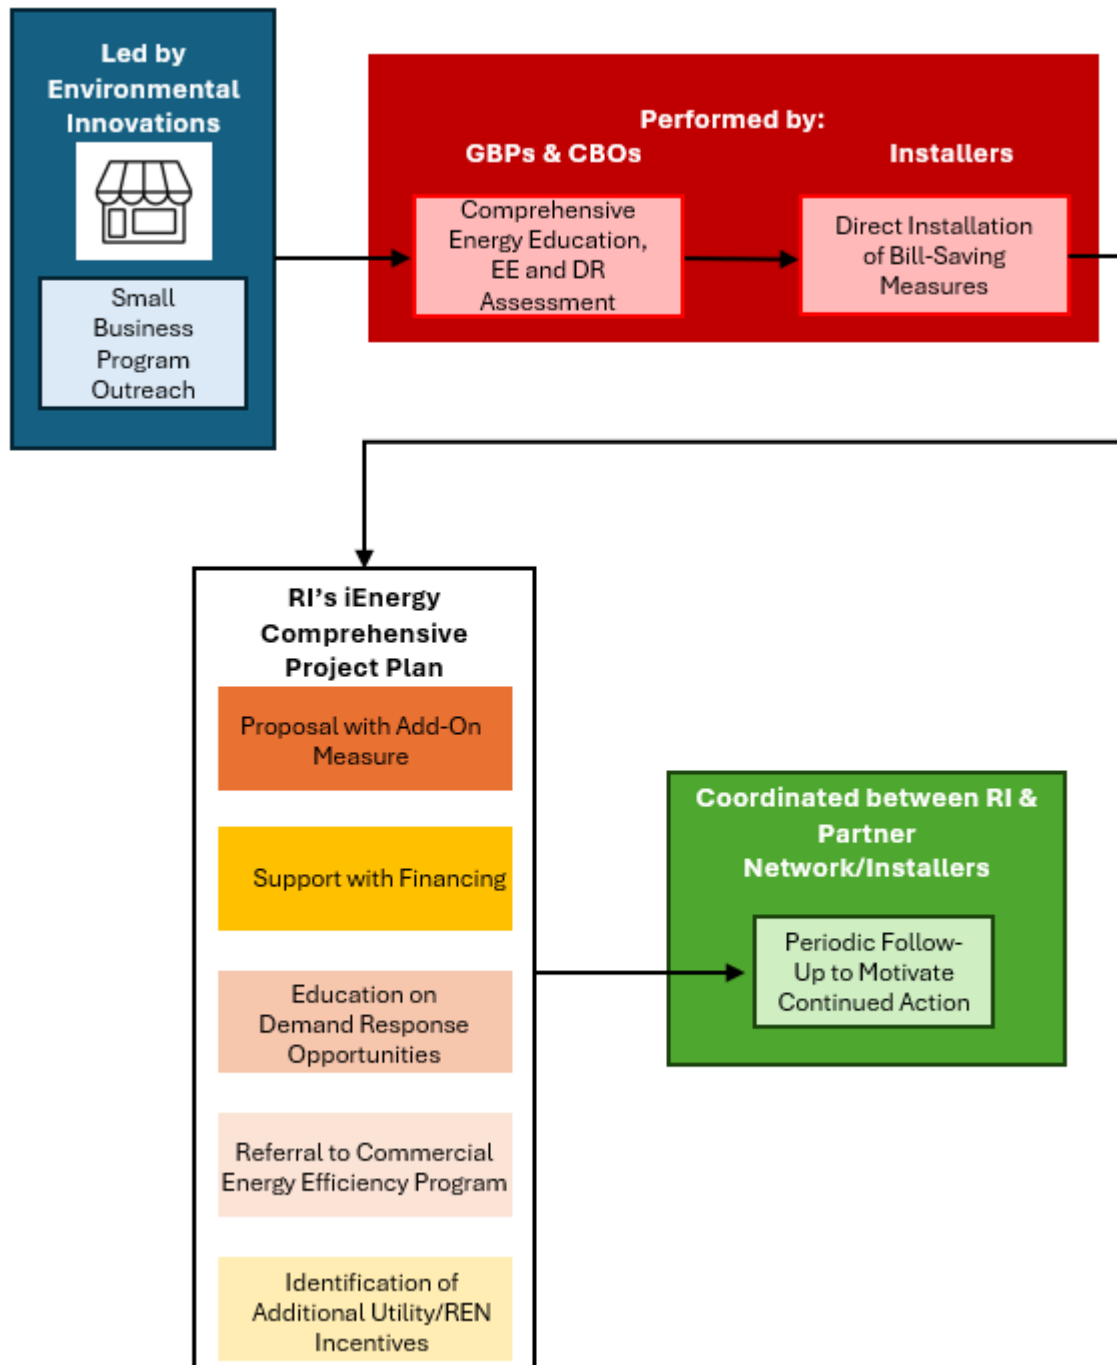 Led by
Environmental
Innovations
Small
Business
Program
Outreach
Performed by:
GBPs & CBOs
Installers
Comprehensive
Energy Education,
EE and DR
Assessment
Direct Installation
of Bill-Saving
Measures
RI's iEnergy
Comprehensive
Project Plan
Proposal with Add-On
Measure
Support with Financing
Education on
Demand Response
Opportunities
Referral to Commercial
Energy Efficiency Program
Identification of
Additional Utility/REN
Incentives
Coordinated between RI &
Partner
Network/Installers
Periodic Follow-
Up to Motivate
Continued Action